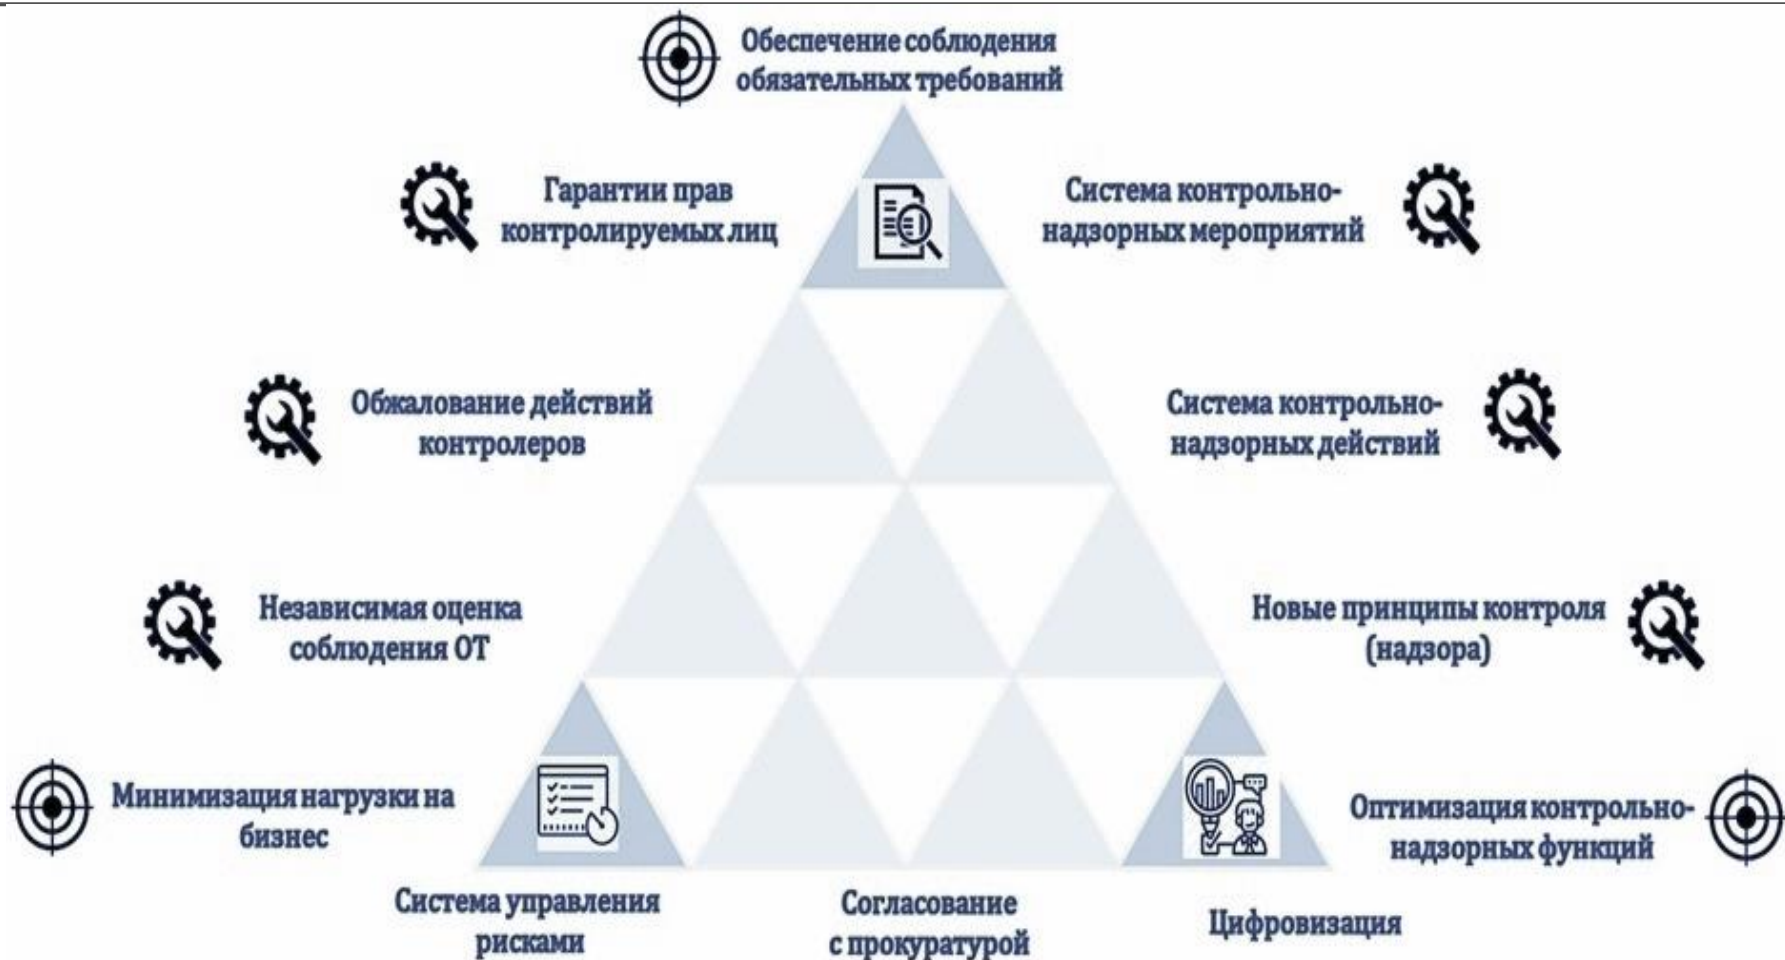 Обеспечение соблюдения
обязательных требований
Гарантии прав
контролируемых лиц
Система контрольно-
надзорных мероприятий
Обжалование действий
контролеров
Система контрольно-
надзорных действий
Независимая оценка
соблюдения ОТ
Новые принципы контроля
(надзора)
Минимизация нагрузки на
бизнес
Оптимизация контрольно-
надзорных функций
Система управления
рисками
Согласование
с прокуратурой
Цифровизация